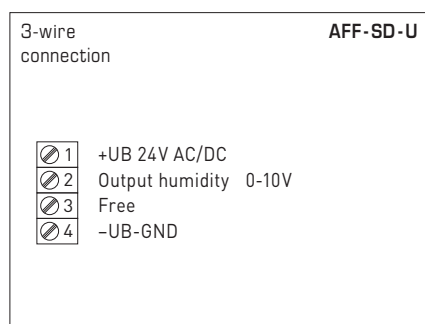 3-wire AFF-SD-U
connection
1 +UB 24V AC/DC
2 Output humidity 0-10V
3 Free
4 –UB-GND